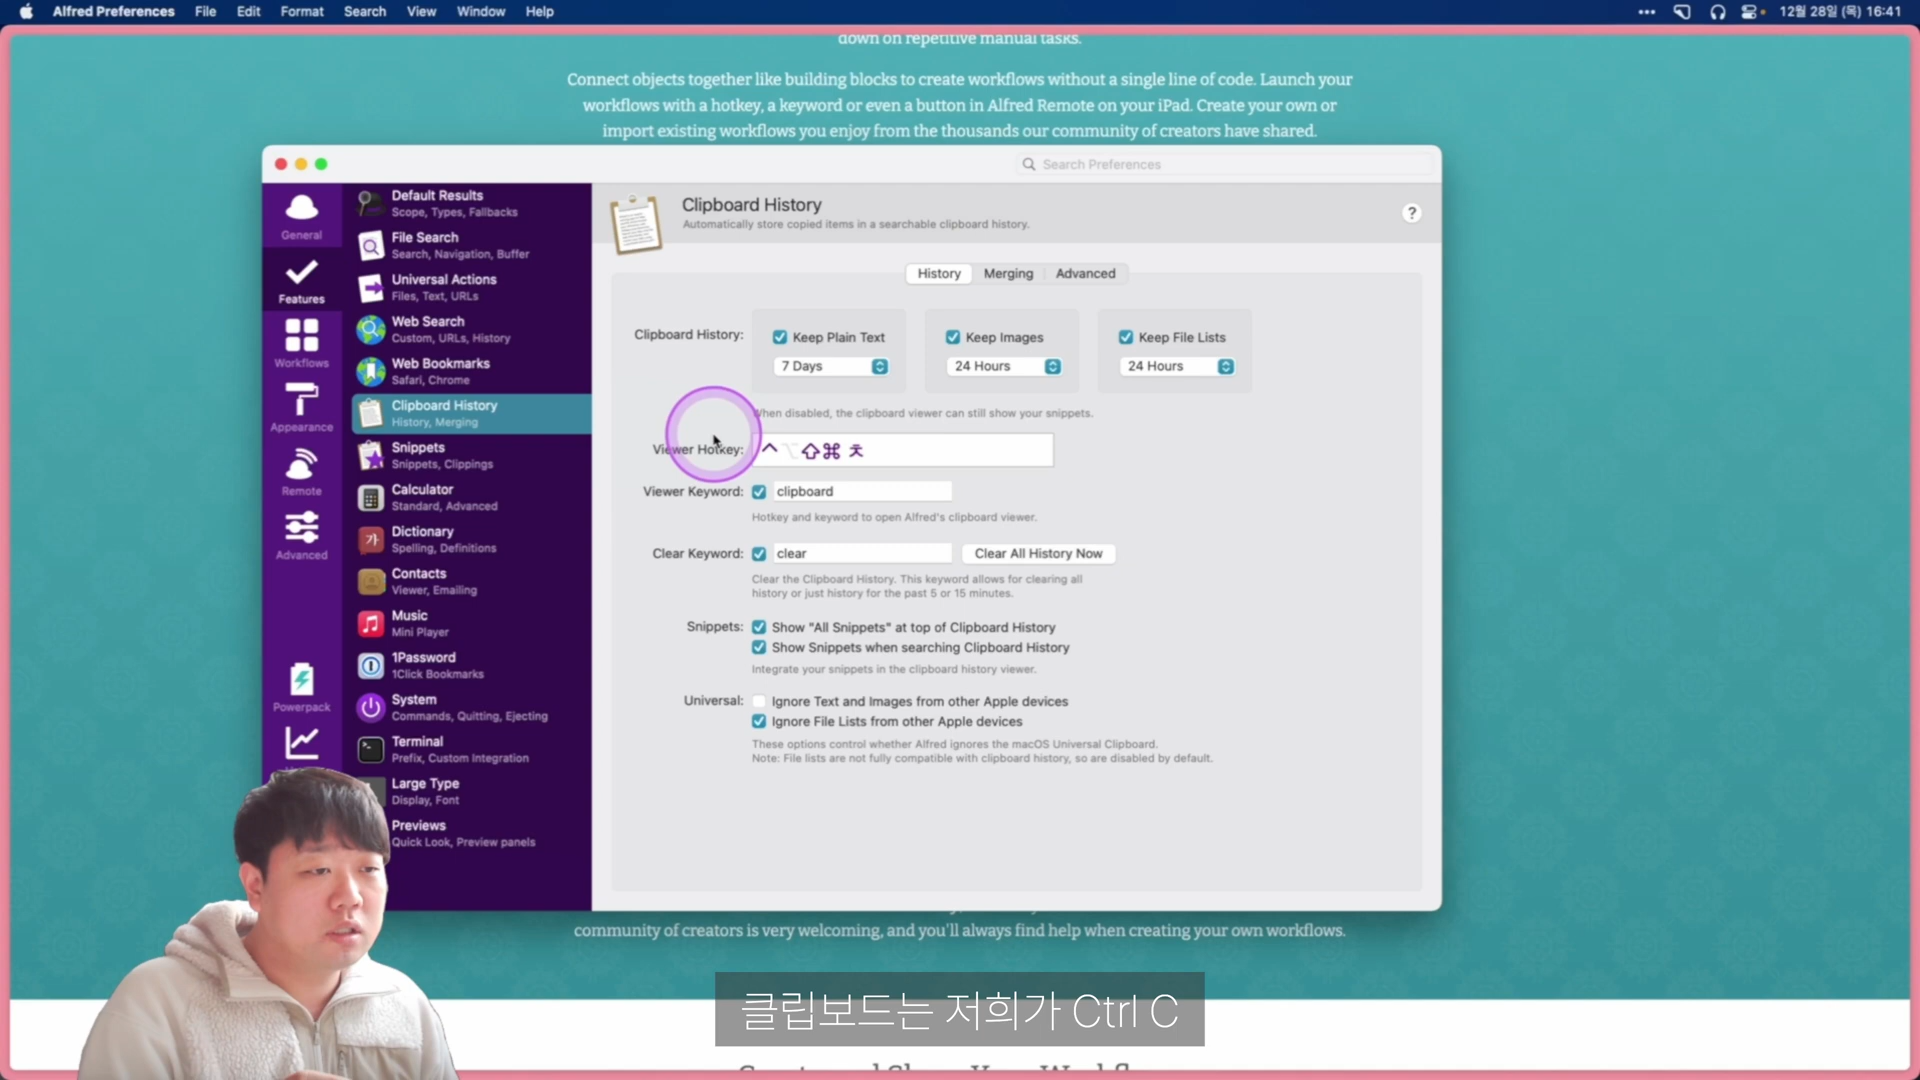 Alfred Preferences File Edit Format Search View Window Help
12월 28일 (목) 16:41
down on repetitive manual tasks.
Connect objects together like building blocks to create workflows without a single line of code. Launch your
workflows with a hotkey, a keyword or even a button in Alfred Remote on your iPad. Create your own or
import existing workflows you enjoy from the thousands our community of creators have shared.
Search Preferences
General
Features
Workflows
Appearance
Remote
Advanced
Powerpack
Default Results
Scope, Types, Fallbacks
File Search
Search, Navigation, Buffer
Universal Actions
Files, Text, URLs
Web Search
Custom, URLs, History
Web Bookmarks
Safari, Chrome
Clipboard History
History, Merging
Snippets
Snippets, Clippings
Calculator
Standard, Advanced
Dictionary
Spelling, Definitions
Contacts
Viewer, Emailing
Music
Mini Player
1Password
1Click Bookmarks
System
Commands, Quitting, Ejecting
Terminal
Prefix, Custom Integration
Large Type
Display, Font
Previews
Quick Look, Preview panels
Clipboard History
Automatically store copied items in a searchable clipboard history.
?
History Merging Advanced
Clipboard History: Keep Plain Text Keep Images Keep File Lists
7 Days 24 Hours 24 Hours
When disabled, the clipboard viewer can still show your snippets.
Viewer Hotkey: ^⌥⇧⌘ ㅊ
Viewer Keyword: clipboard
Hotkey and keyword to open Alfred's clipboard viewer.
Clear Keyword: clear Clear All History Now
Clear the Clipboard History. This keyword allows for clearing all
history or just history for the past 5 or 15 minutes.
Snippets: Show "All Snippets" at top of Clipboard History
Show Snippets when searching Clipboard History
Integrate your snippets in the clipboard history viewer.
Universal: Ignore Text and Images from other Apple devices
Ignore File Lists from other Apple devices
These options control whether Alfred ignores the macOS Universal Clipboard.
Note: File lists are not fully compatible with clipboard history, so are disabled by default.
community of creators is very welcoming, and you'll always find help when creating your own workflows.
클립보드는 저희가 Ctrl C